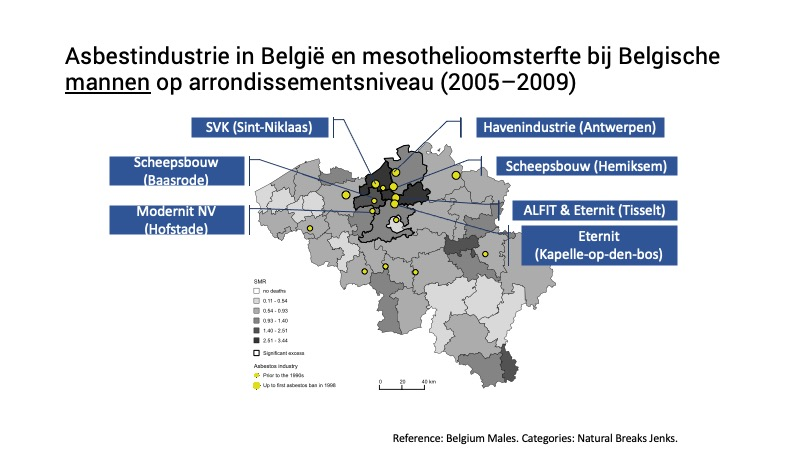 Asbestindustrie in België en mesothelioomsterfte bij Belgische
mannen op arrondissementsniveau (2005–2009)
SVK (Sint-Niklaas)
Havenindustrie (Antwerpen)
Scheepsbouw
(Baasrode)
Scheepsbouw (Hemiksem)
Modernit NV
(Hofstade)
ALFIT & Eternit (Tisselt)
Eternit
(Kapelle-op-den-bos)
SMR
no deaths
0.11 - 0.54
0.54 - 0.93
0.93 - 1.40
1.40 - 2.51
2.51 - 3.44
Significant excess
Asbestos industry
Prior to the 1990s
Up to first asbestos ban in 1998
0 20 40 km
Reference: Belgium Males. Categories: Natural Breaks Jenks.